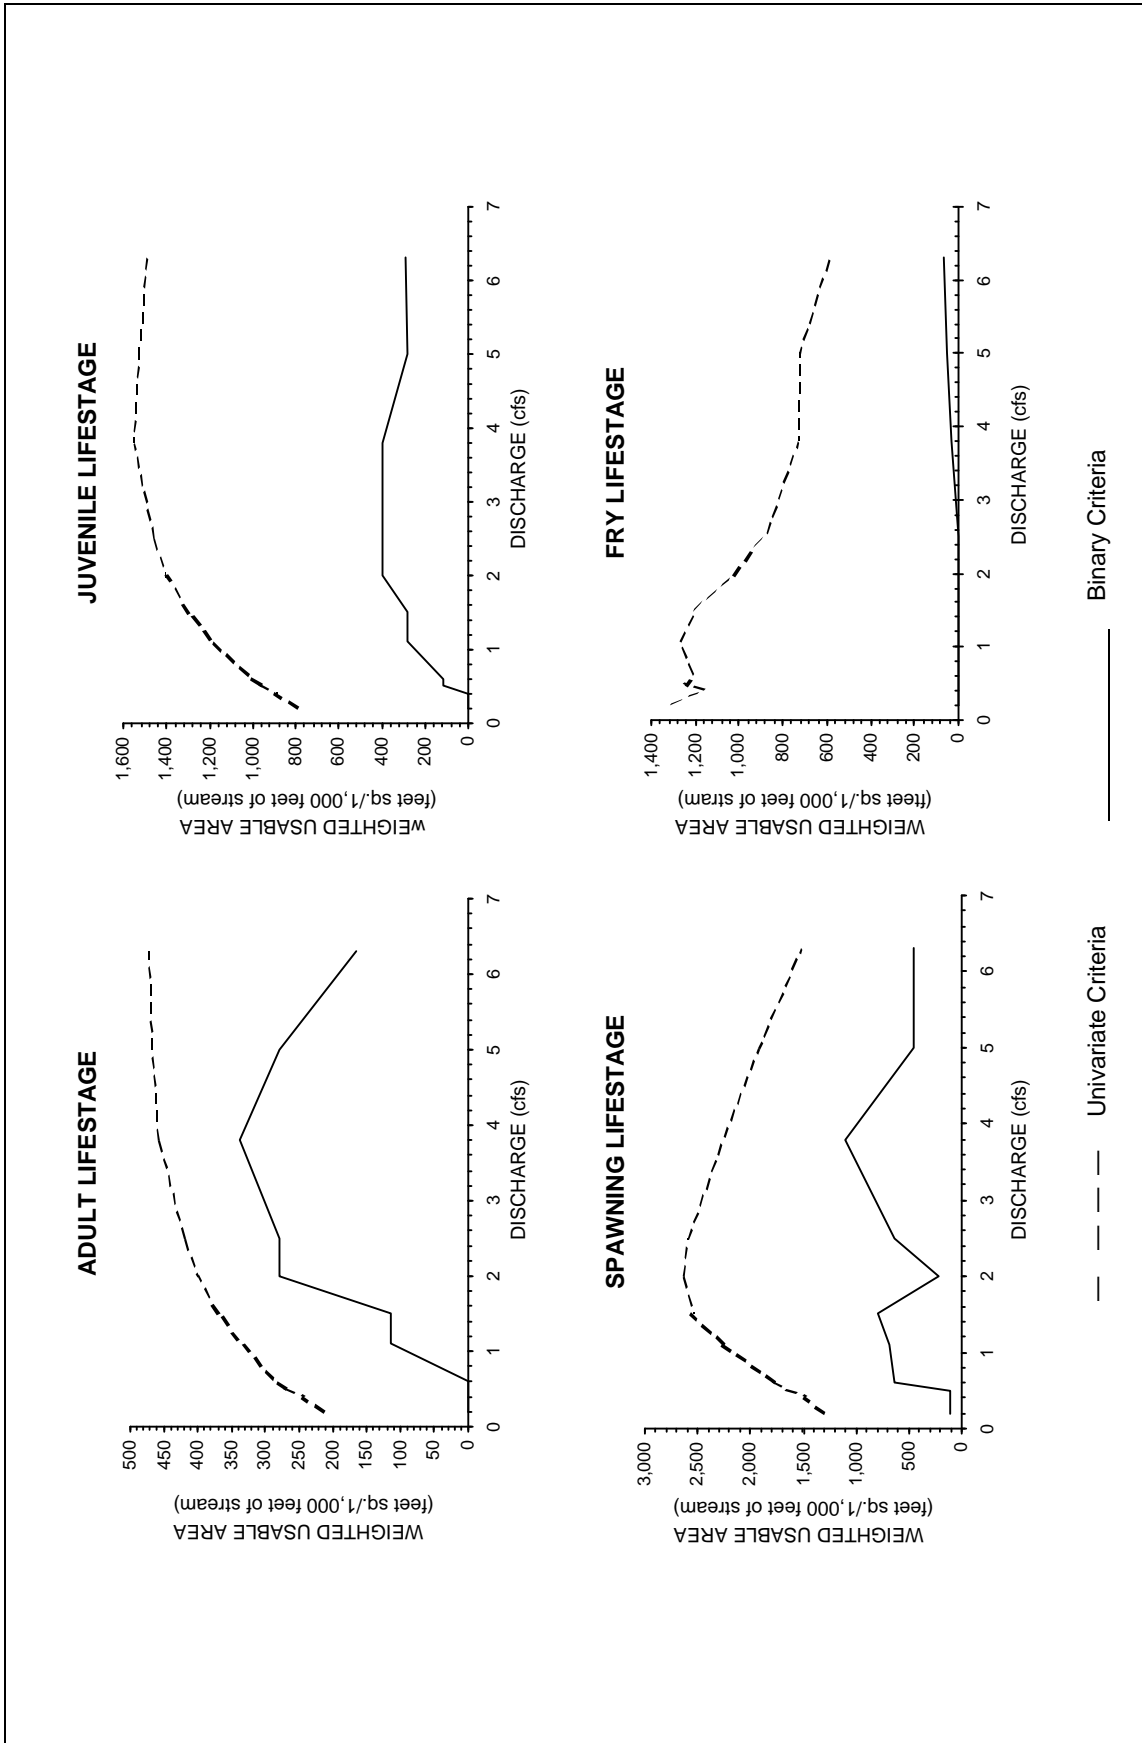 ADULT LIFESTAGE
WEIGHTED USABLE AREA
(feet sq./1,000 feet of stream)
500
450
400
350
300
250
200
150
100
50
0
0 1 2 3 4 5 6 7
DISCHARGE (cfs)
JUVENILE LIFESTAGE
WEIGHTED USABLE AREA
(feet sq./1,000 feet of stream)
1,600
1,400
1,200
1,000
800
600
400
200
0
0 1 2 3 4 5 6 7
DISCHARGE (cfs)
SPAWNING LIFESTAGE
WEIGHTED USABLE AREA
(feet sq./1,000 feet of stream)
3,000
2,500
2,000
1,500
1,000
500
0
0 1 2 3 4 5 6 7
DISCHARGE (cfs)
FRY LIFESTAGE
WEIGHTED USABLE AREA
(fteet sq./1,000 feet of stram)
1,400
1,200
1,000
800
600
400
200
0
0 1 2 3 4 5 6 7
DISCHARGE (cfs)
Univariate Criteria
Binary Criteria